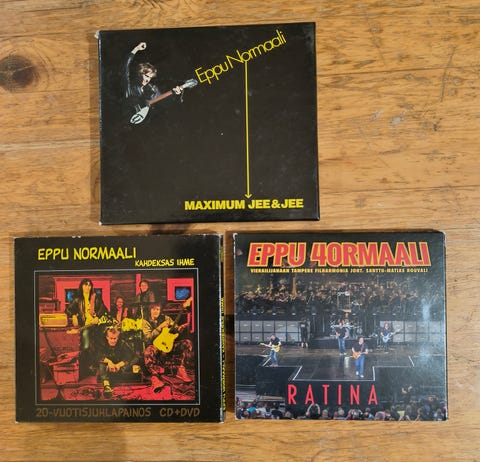 Eppu Normaali
MAXIMUM JEE & JEE
EPPU NORMAALI
KAHDEKSAS IHME
20-VUOTISJUHLAPAINOS CD+DVD
EPPU 4ORMAALI
VIERAILIJANAAN TAMPERE FILHARMONIA JOHT. SANTTU-MATIAS ROUVALI
RATINA